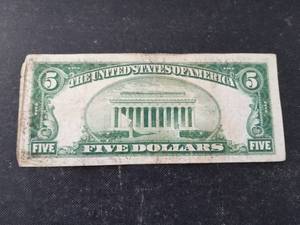 THE UNITED STATES OF AMERICA
5 5
FIVE FIVE DOLLARS FIVE